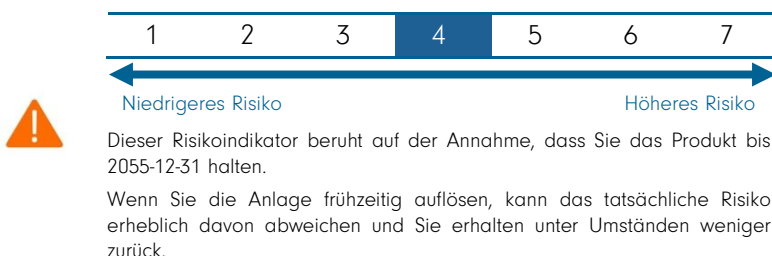 1 2 3 4 5 6 7
Niedrigeres Risiko Höheres Risiko
Dieser Risikoindikator beruht auf der Annahme, dass Sie das Produkt bis
2055-12-31 halten.
Wenn Sie die Anlage frühzeitig auflösen, kann das tatsächliche Risiko
erheblich davon abweichen und Sie erhalten unter Umständen weniger
zurück.